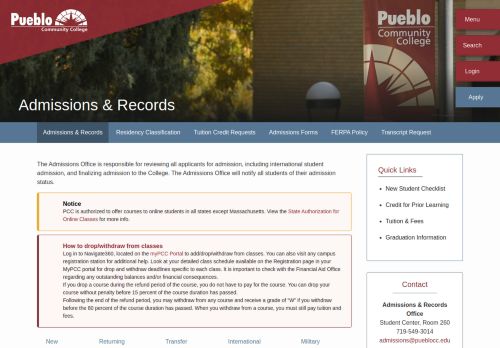 Pueblo
Community College
Pueblo
Community
College
Menu
Search
Login
Apply
Admissions & Records
Admissions & Records
Residency Classification
Tuition Credit Requests
Admissions Forms
FERPA Policy
Transcript Request
The Admissions Office is responsible for reviewing all applicants for admission, including international student
admission, and finalizing admission to the College. The Admissions Office will notify all students of their admission
status.
Notice
PCC is authorized to offer courses to online students in all states except Massachusetts. View the State Authorization for
Online Classes for more info.
How to drop/withdraw from classes
Log in to Navigate360, located on the myPCC Portal to add/drop/withdraw from classes. You can also visit any campus
registration station for additional help. Look at your detailed class schedule available on the Registration page in your
MyPCC portal for drop and withdraw deadlines specific to each class. It is important to check with the Financial Aid Office
regarding any outstanding balances and/or financial consequences.
If you drop a course during the refund period of the course, you do not have to pay for the course. You can drop your
course without penalty before 15 percent of the course duration has passed.
Following the end of the refund period, you may withdraw from any course and receive a grade of "W" if you withdraw
before the 80 percent of the course duration has passed. When you withdraw from a course, you must still pay tuition and
fees.
New
Returning
Transfer
International
Military
Quick Links
New Student Checklist
Credit for Prior Learning
Tuition & Fees
Graduation Information
Contact
Admissions & Records
Office
Student Center, Room 260
719-549-3014
admissions@pueblocc.edu